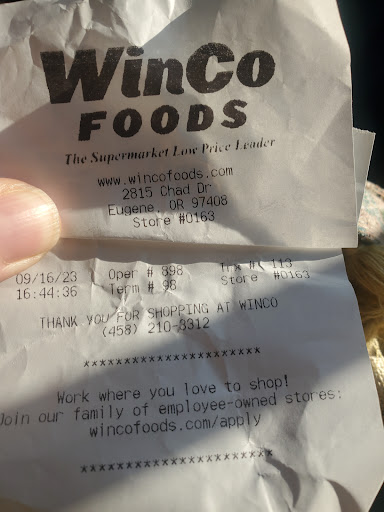 WinCo
FOODS
The Supermarket Low Price Leader
www.wincofoods.com
2815 Chad Dr
Eugene, OR 97408
Store #0163
09/16/23 Oper # 898 Trx # 113
16:44:36 Term # 98 Store #0163
THANK YOU FOR SHOPPING AT WINCO
(458) 210-3312
**********************
Work where you love to shop!
Join our family of employee-owned stores:
wincofoods.com/apply
************************